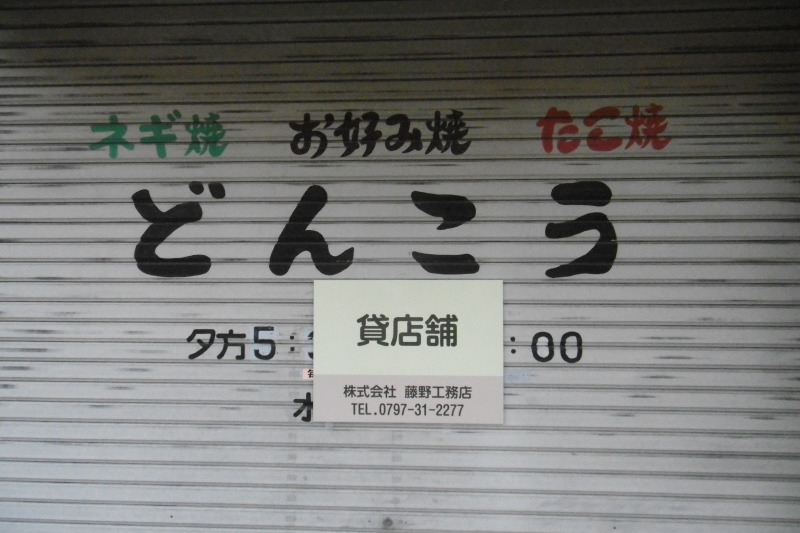 ネギ焼 お好み焼 たこ焼
どんこう
夕方5: :00
貸店舗
株式会社 藤野工務店
TEL.0797-31-2277